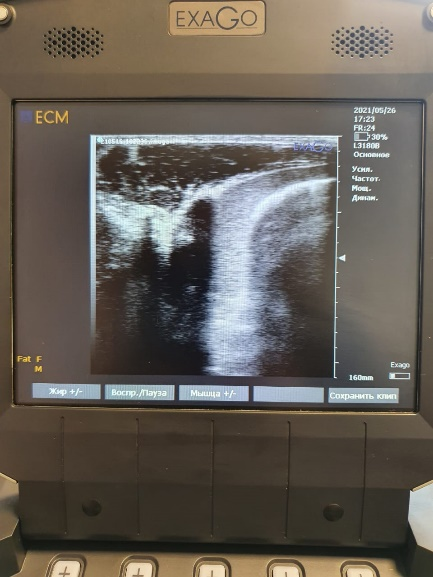 EXAGO
ECM
2021/05/26
17:23
FR:24
30%
L3180B
Основное
EXAGO
Усил.
Частот.
Мощ.
Динам.
Fat F
M
Exago
160mm
Жир +/-
Воспр./Пауза
Мышца +/-
Сохранить клип